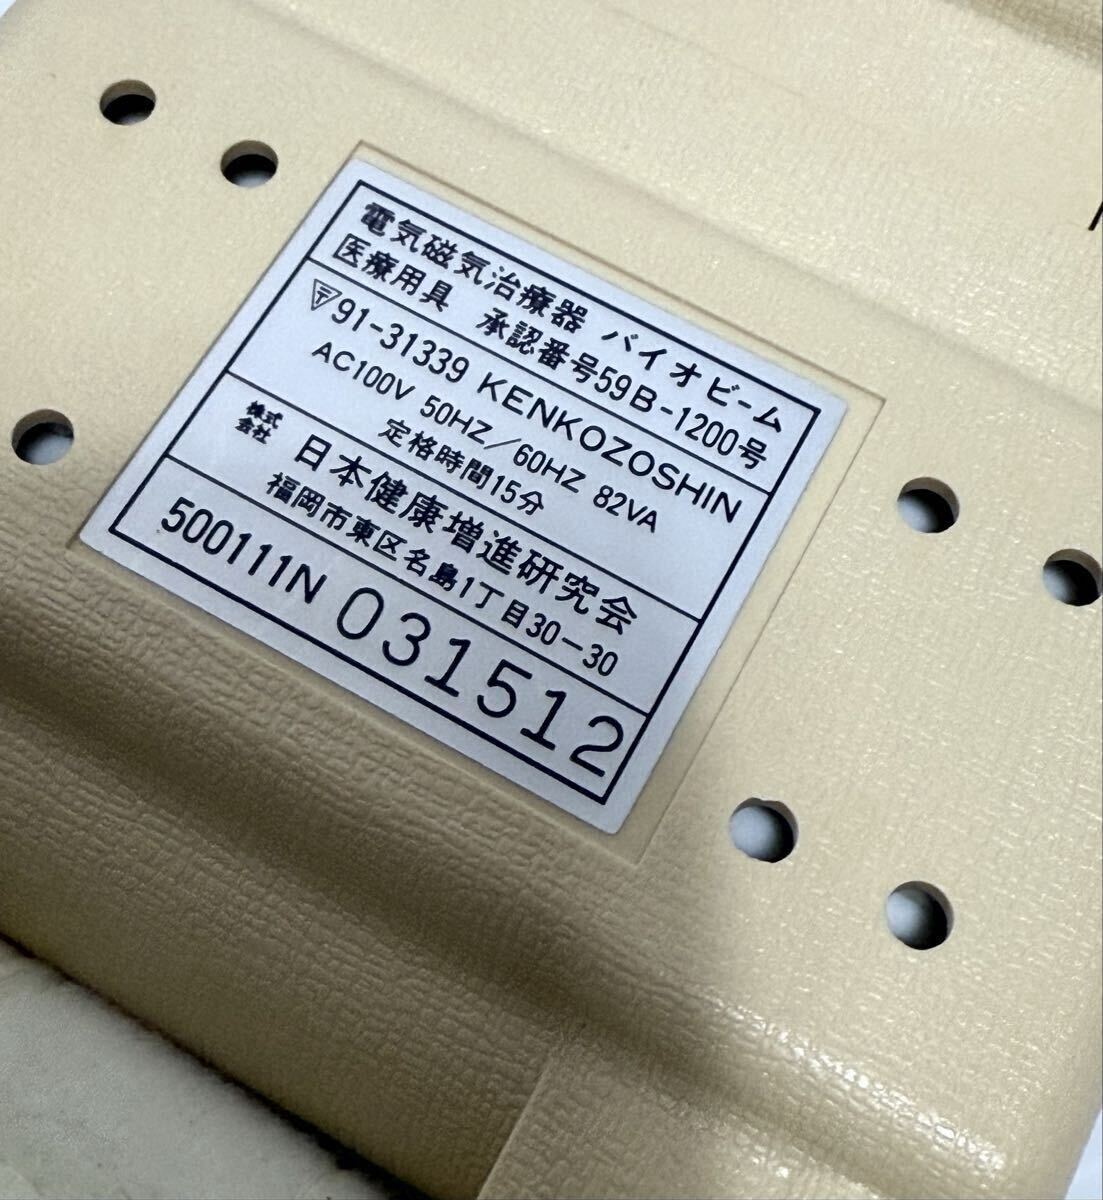 電気磁気治療器 バイオビーム
医療用具 承認番号59B-1200号
〒91-31339 KENKOZOSHIN
AC100V 50HZ/60HZ 82VA
定格時間15分
株式会社 日本健康増進研究会
福岡市東区名島1丁目30-30
500111N 031512